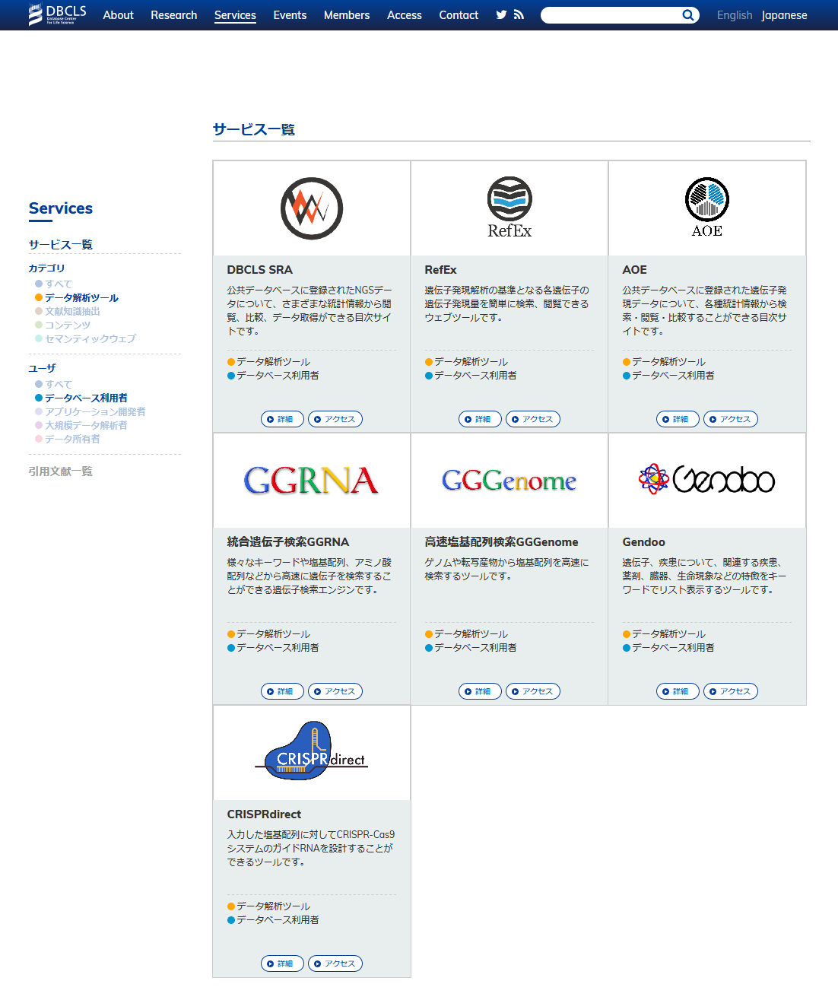 DBCLS
Database Center
for Life Science
About Research Services Events Members Access Contact English Japanese
サービス一覧
Services
サービス一覧
カテゴリ
すべて
データ解析ツール
文献知識抽出
コンテンツ
セマンティックウェブ
ユーザ
すべて
データベース利用者
アプリケーション開発者
大規模データ解析者
データ所有者
引用文献一覧
DBCLS SRA
公共データベースに登録されたNGSデー
タについて、さまざまな統計情報から閲
覧、比較、データ取得ができる目次サイ
トです。
データ解析ツール
データベース利用者
詳細 アクセス
RefEx
RefEx
遺伝子発現解析の基準となる各遺伝子の
遺伝子発現量を簡単に検索、閲覧できる
ウェブツールです。
データ解析ツール
データベース利用者
詳細 アクセス
AOE
AOE
公共データベースに登録された遺伝子発
現データについて、各種統計情報から検
索・閲覧・比較することができる目次サ
イトです。
データ解析ツール
データベース利用者
詳細 アクセス
GGRNA
統合遺伝子検索GGRNA
様々なキーワードや塩基配列、アミノ酸
配列などから高速に遺伝子を検索するこ
とができる遺伝子検索エンジンです。
データ解析ツール
データベース利用者
詳細 アクセス
GGGenome
高速塩基配列検索GGGenome
ゲノムや転写産物から塩基配列を高速に
検索するツールです。
データ解析ツール
データベース利用者
詳細 アクセス
Gendoo
Gendoo
遺伝子、疾患について、関連する疾患、
薬剤、臓器、生命現象などの特徴をキー
ワードでリスト表示するツールです。
データ解析ツール
データベース利用者
詳細 アクセス
CRISPRdirect
CRISPRdirect
入力した塩基配列に対してCRISPR-Cas9
システムのガイドRNAを設計することが
できるツールです。
データ解析ツール
データベース利用者
詳細 アクセス